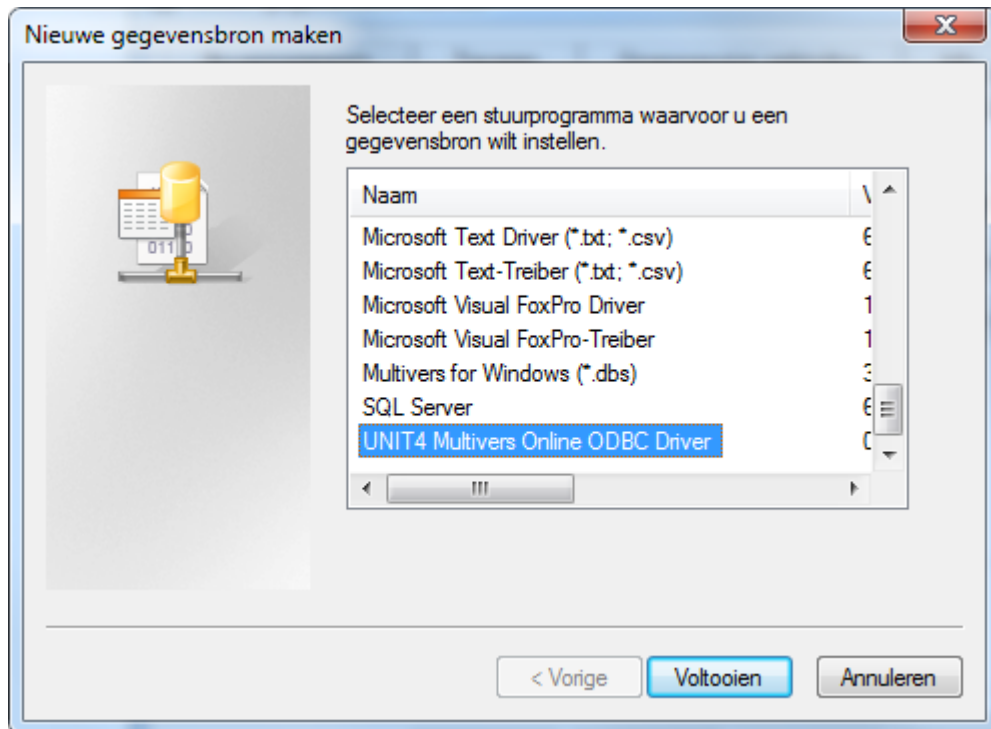 Nieuwe gegevensbron maken
Selecteer een stuurprogramma waarvoor u een
gegevensbron wilt instellen.
Naam
Microsoft Text Driver (*.txt; *.csv)
Microsoft Text-Treiber (*.txt; *.csv)
Microsoft Visual FoxPro Driver
Microsoft Visual FoxPro-Treiber
Multivers for Windows (*.dbs)
SQL Server
UNIT4 Multivers Online ODBC Driver
< Vorige
Voltooien
Annuleren